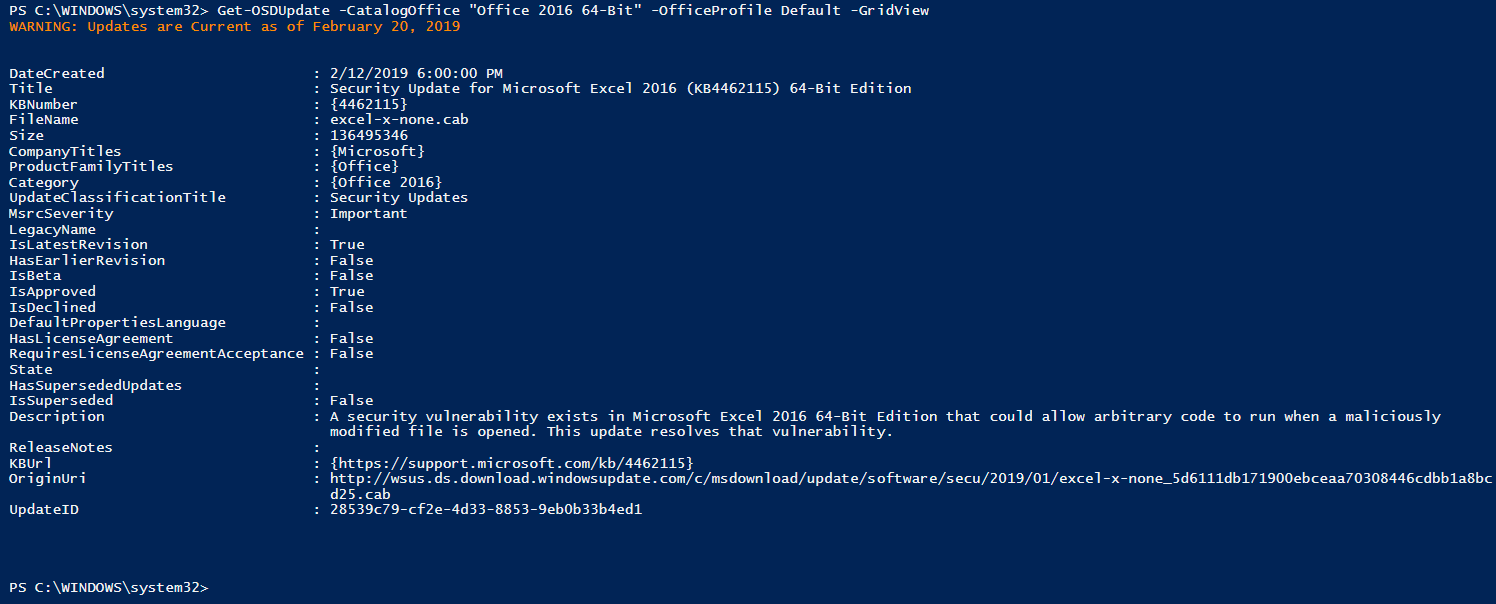 PS C:\WINDOWS\system32> Get-OSDUpdate -CatalogOffice "Office 2016 64-Bit" -OfficeProfile Default -GridView
WARNING: Updates are Current as of February 20, 2019
DateCreated : 2/12/2019 6:00:00 PM
Title : Security Update for Microsoft Excel 2016 (KB4462115) 64-Bit Edition
KBNumber : {4462115}
FileName : excel-x-none.cab
Size : 136495346
CompanyTitles : {Microsoft}
ProductFamilyTitles : {Office}
Category : {Office 2016}
UpdateClassificationTitle : Security Updates
MsrcSeverity : Important
LegacyName :
IsLatestRevision : True
HasEarlierRevision : False
IsBeta : False
IsApproved : True
IsDeclined : False
DefaultPropertiesLanguage :
HasLicenseAgreement : False
RequiresLicenseAgreementAcceptance : False
State :
HasSupersededUpdates :
IsSuperseded : False
Description : A security vulnerability exists in Microsoft Excel 2016 64-Bit Edition that could allow arbitrary code to run when a maliciously
modified file is opened. This update resolves that vulnerability.
ReleaseNotes :
KBUrl : {https://support.microsoft.com/kb/4462115}
OriginUri : http://wsus.ds.download.windowsupdate.com/c/msdownload/update/software/secu/2019/01/excel-x-none_5d6111db171900ebceaa70308446cdbb1a8bc
d25.cab
UpdateID : 28539c79-cf2e-4d33-8853-9eb0b33b4ed1
PS C:\WINDOWS\system32>